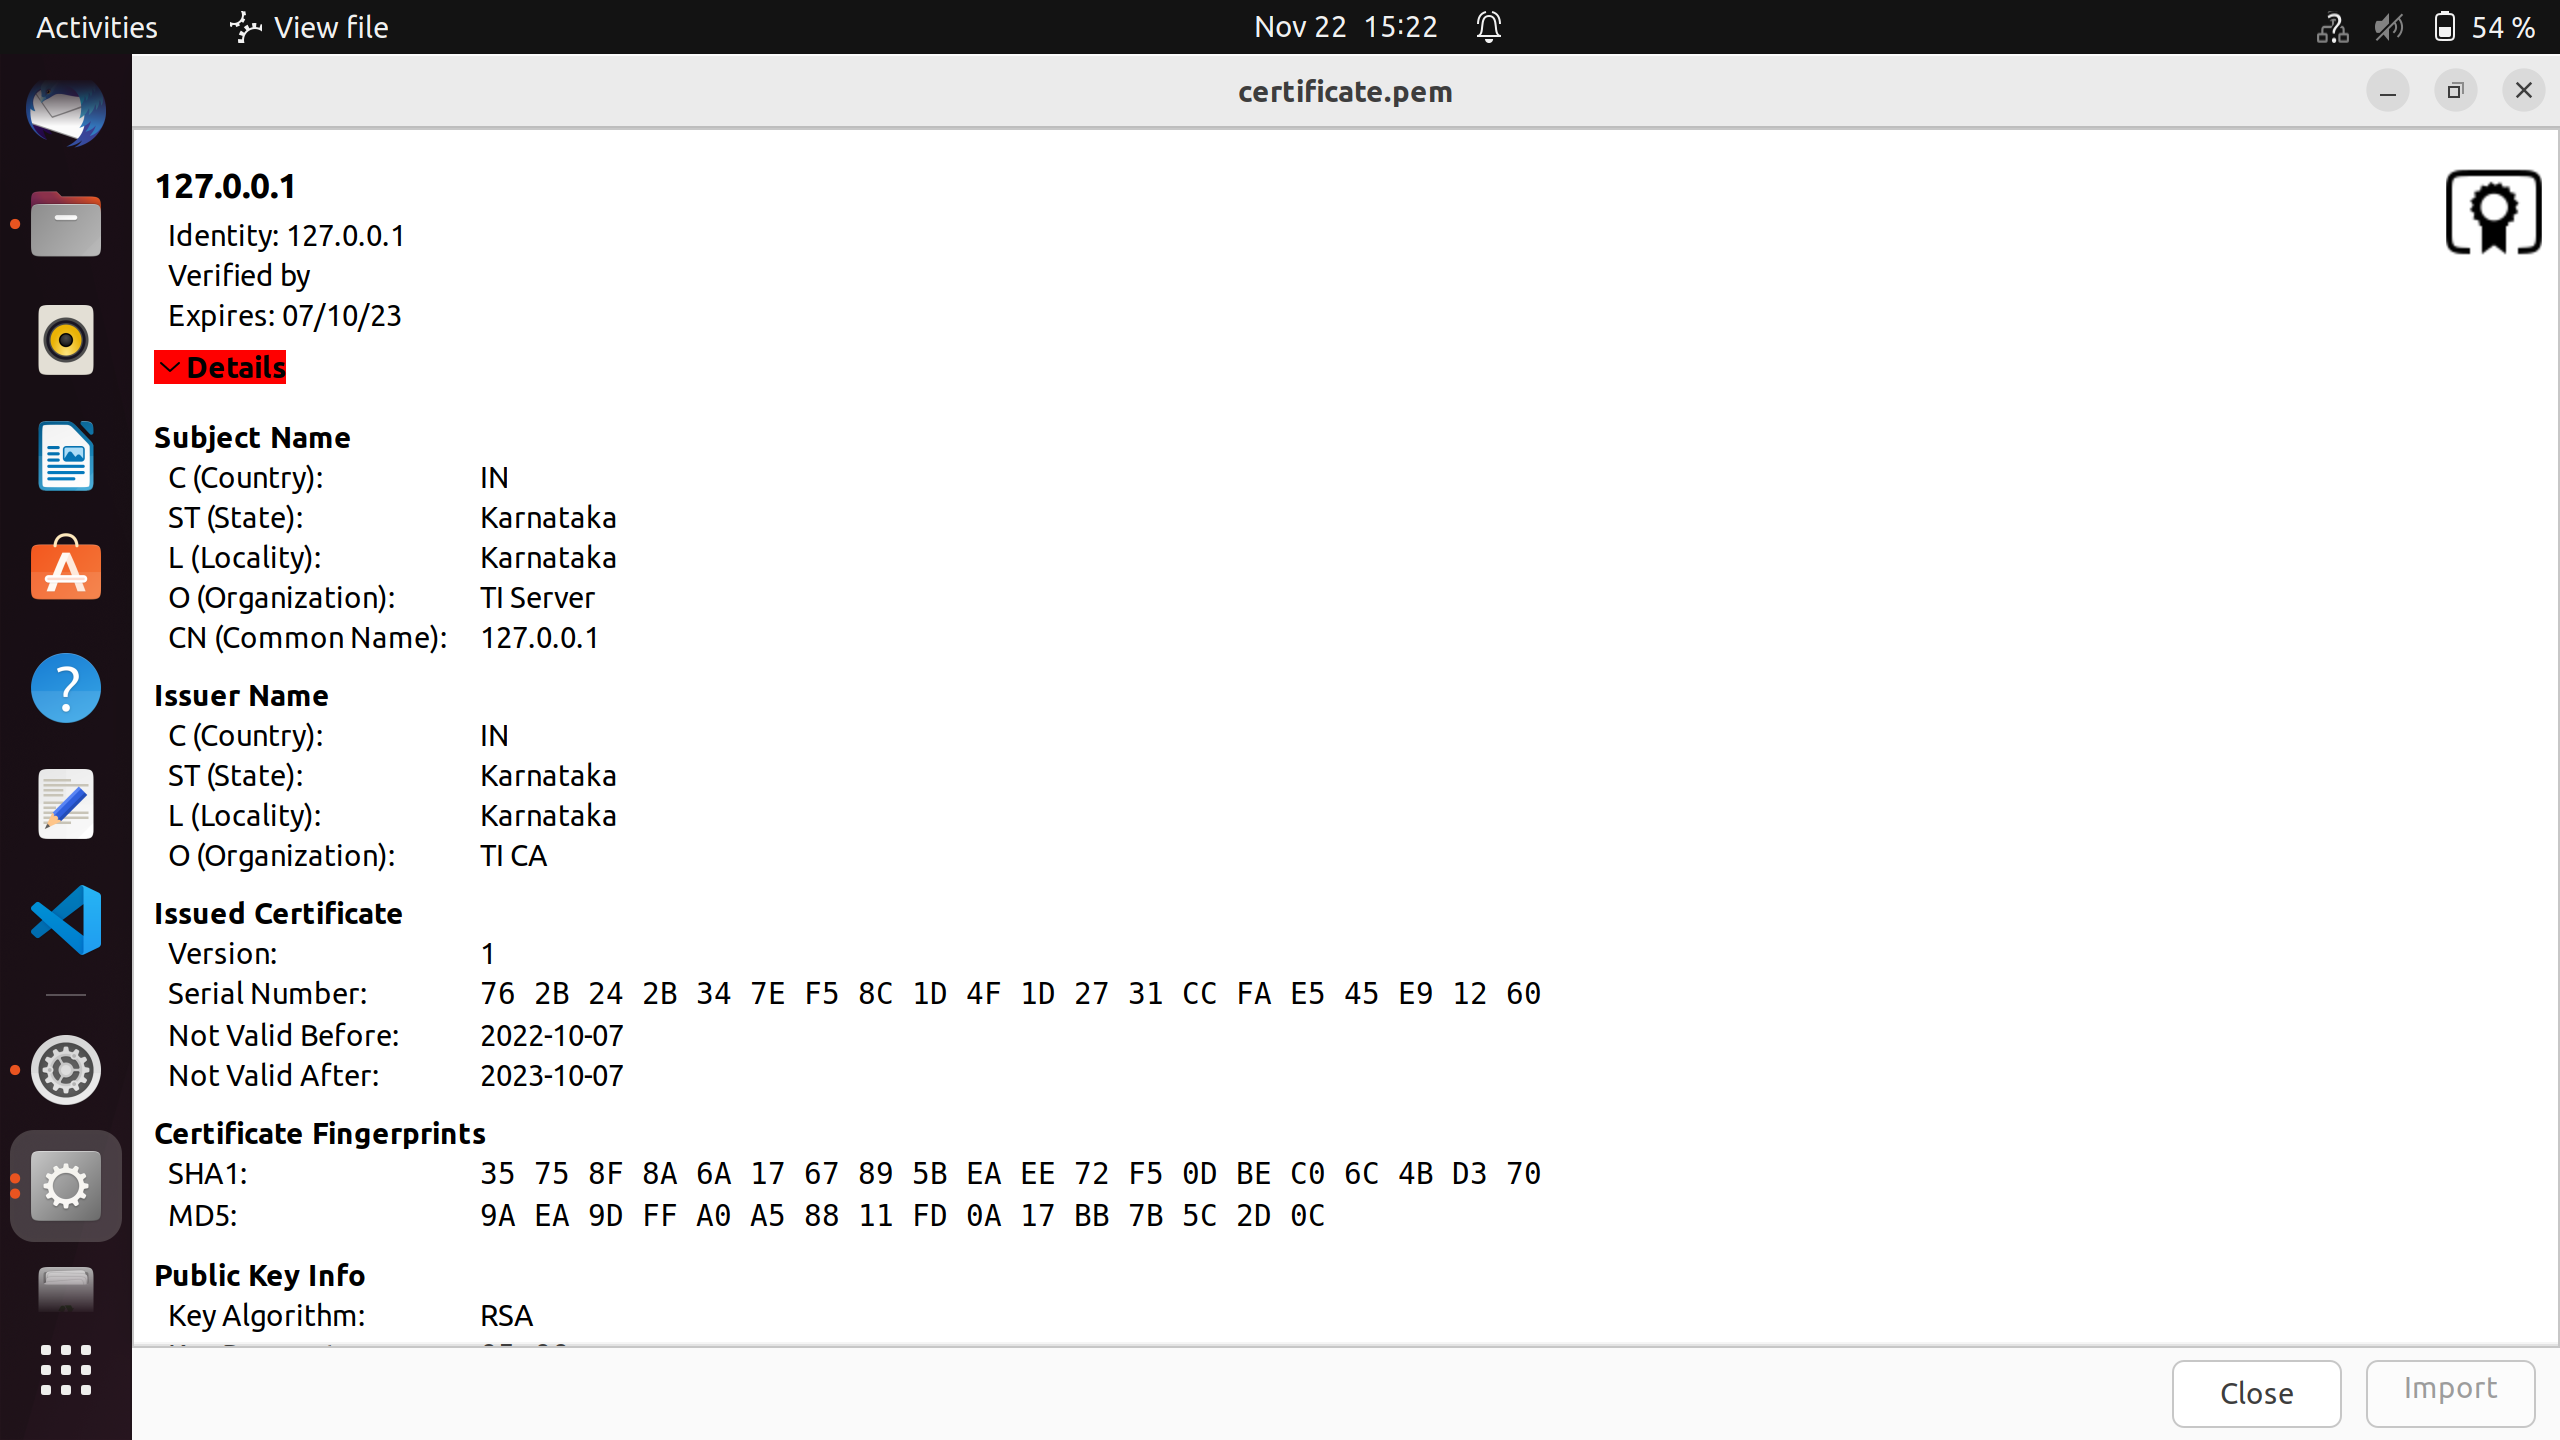 Activities View file Nov 22 15:22 54 %
certificate.pem
127.0.0.1
Identity: 127.0.0.1
Verified by
Expires: 07/10/23
Details
Subject Name
C (Country): IN
ST (State): Karnataka
L (Locality): Karnataka
O (Organization): TI Server
CN (Common Name): 127.0.0.1
Issuer Name
C (Country): IN
ST (State): Karnataka
L (Locality): Karnataka
O (Organization): TI CA
Issued Certificate
Version: 1
Serial Number: 76 2B 24 2B 34 7E F5 8C 1D 4F 1D 27 31 CC FA E5 45 E9 12 60
Not Valid Before: 2022-10-07
Not Valid After: 2023-10-07
Certificate Fingerprints
SHA1: 35 75 8F 8A 6A 17 67 89 5B EA EE 72 F5 0D BE C0 6C 4B D3 70
MD5: 9A EA 9D FF A0 A5 88 11 FD 0A 17 BB 7B 5C 2D 0C
Public Key Info
Key Algorithm: RSA
Close Import